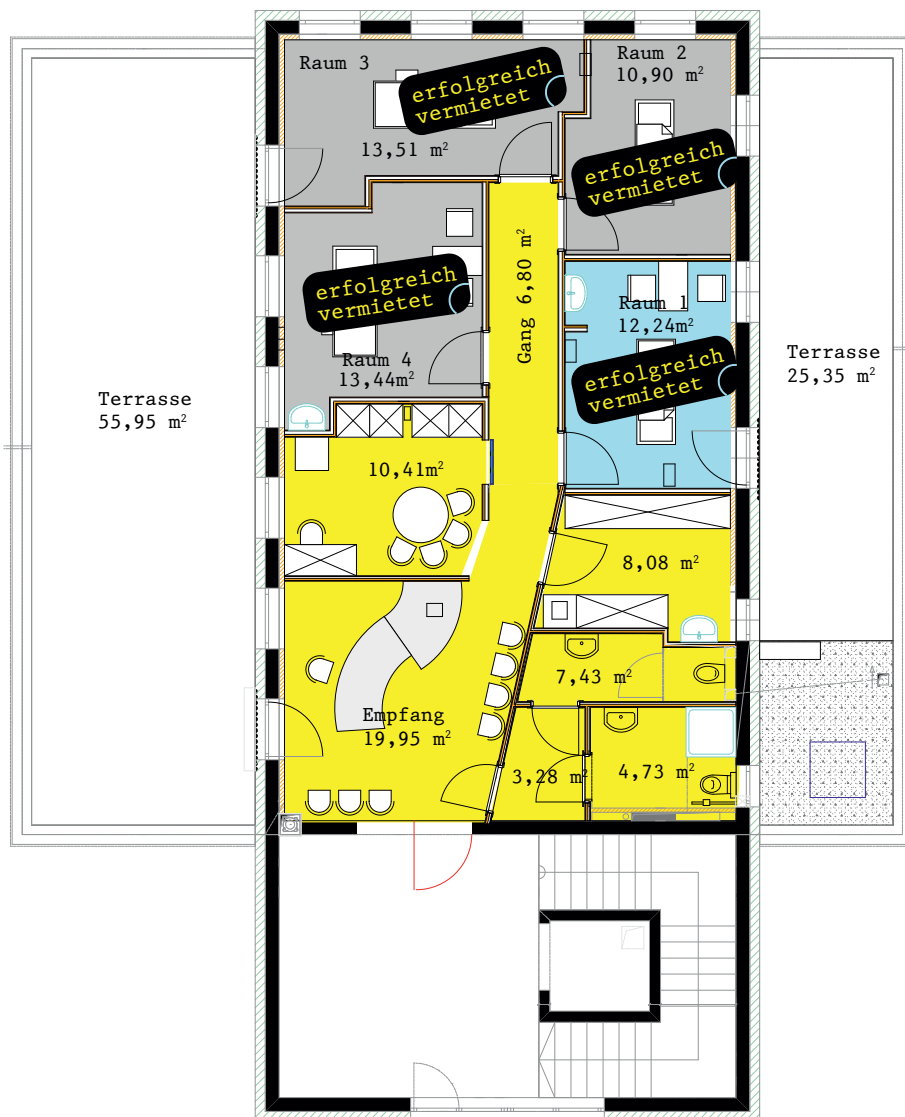 Raum 3
erfolgreich
vermietet
13,51 m²
Raum 2
10,90 m²
erfolgreich
vermietet
Gang 6,80 m²
erfolgreich
vermietet
Raum 4
13,44m²
Raum 1
12,24m²
erfolgreich
vermietet
Terrasse
55,95 m²
Terrasse
25,35 m²
10,41m²
8,08 m²
7,43 m²
Empfang
19,95 m²
3,28 m²
4,73 m²